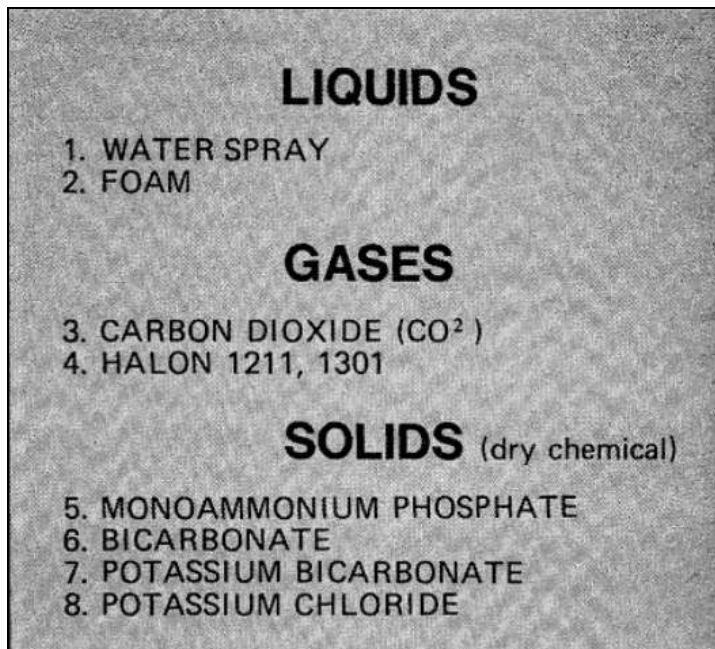 LIQUIDS
1. WATER SPRAY
2. FOAM
GASES
3. CARBON DIOXIDE (CO²)
4. HALON 1211, 1301
SOLIDS (dry chemical)
5. MONOAMMONIUM PHOSPHATE
6. BICARBONATE
7. POTASSIUM BICARBONATE
8. POTASSIUM CHLORIDE